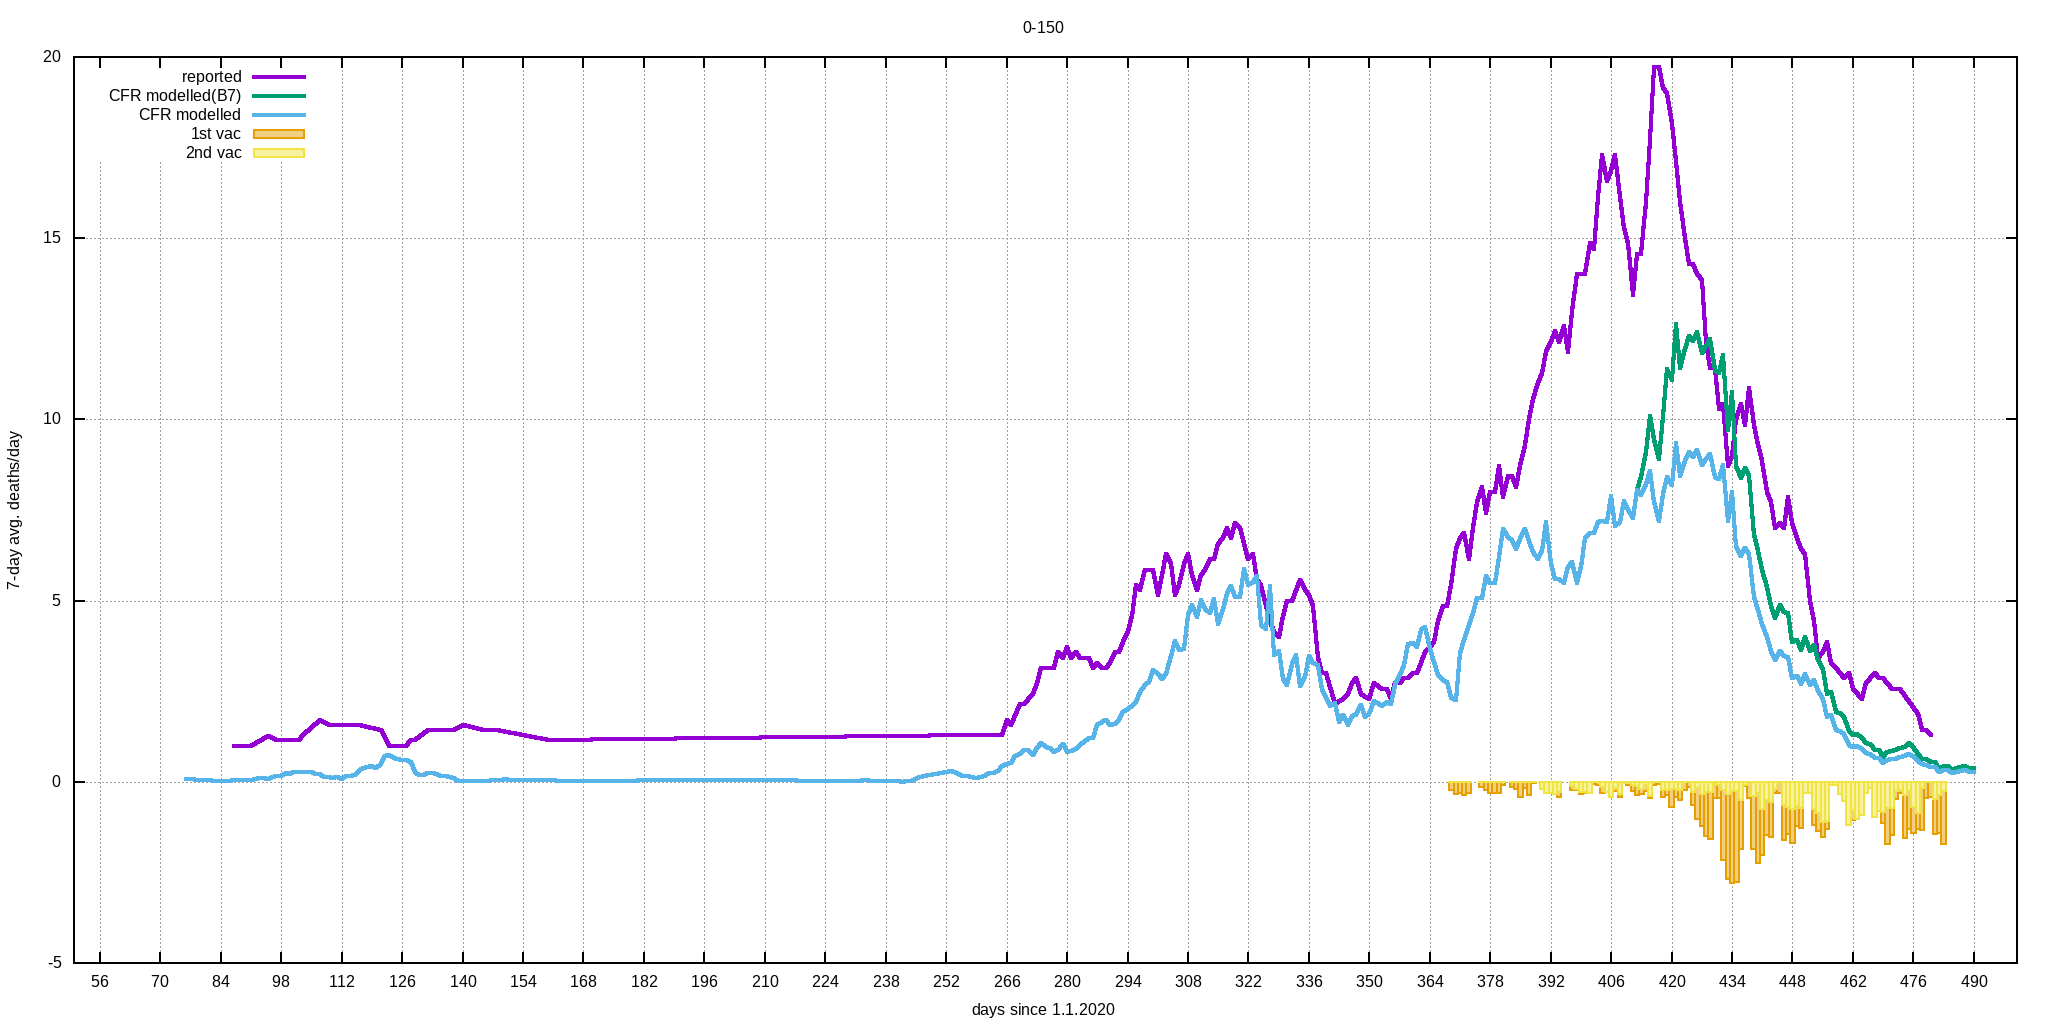 0-150
reported
CFR modelled(B7)
CFR modelled
1st vac
2nd vac
20
15
10
5
0
-5
7-day avg. deaths/day
56 70 84 98 112 126 140 154 168 182 196 210 224 238 252 266 280 294 308 322 336 350 364 378 392 406 420 434 448 462 476 490
days since 1.1.2020